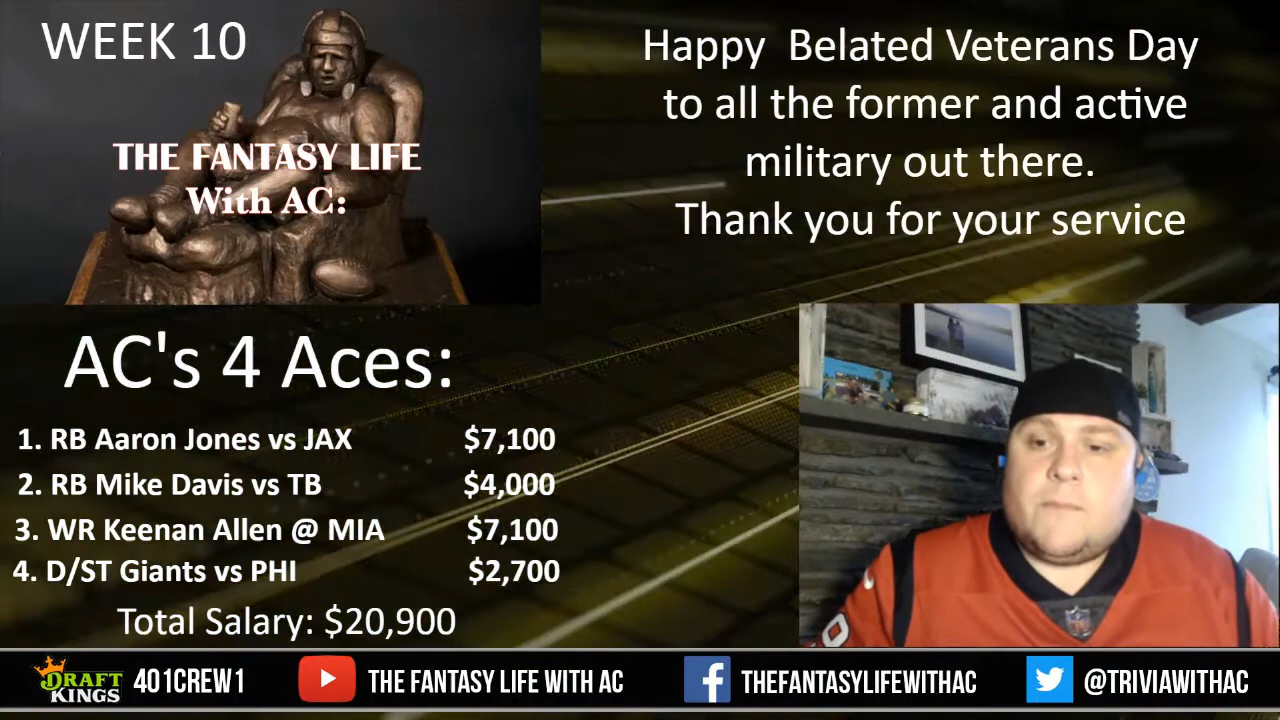 WEEK 10
THE FANTASY LIFE
With AC:
Happy Belated Veterans Day
to all the former and active
military out there.
Thank you for your service
AC's 4 Aces:
1. RB Aaron Jones vs JAX $7,100
2. RB Mike Davis vs TB $4,000
3. WR Keenan Allen @ MIA $7,100
4. D/ST Giants vs PHI $2,700
Total Salary: $20,900
DRAFT
KINGS
401CREW1
THE FANTASY LIFE WITH AC
THEFANTASYLIFEWITHAC
@TRIVIAWITHAC